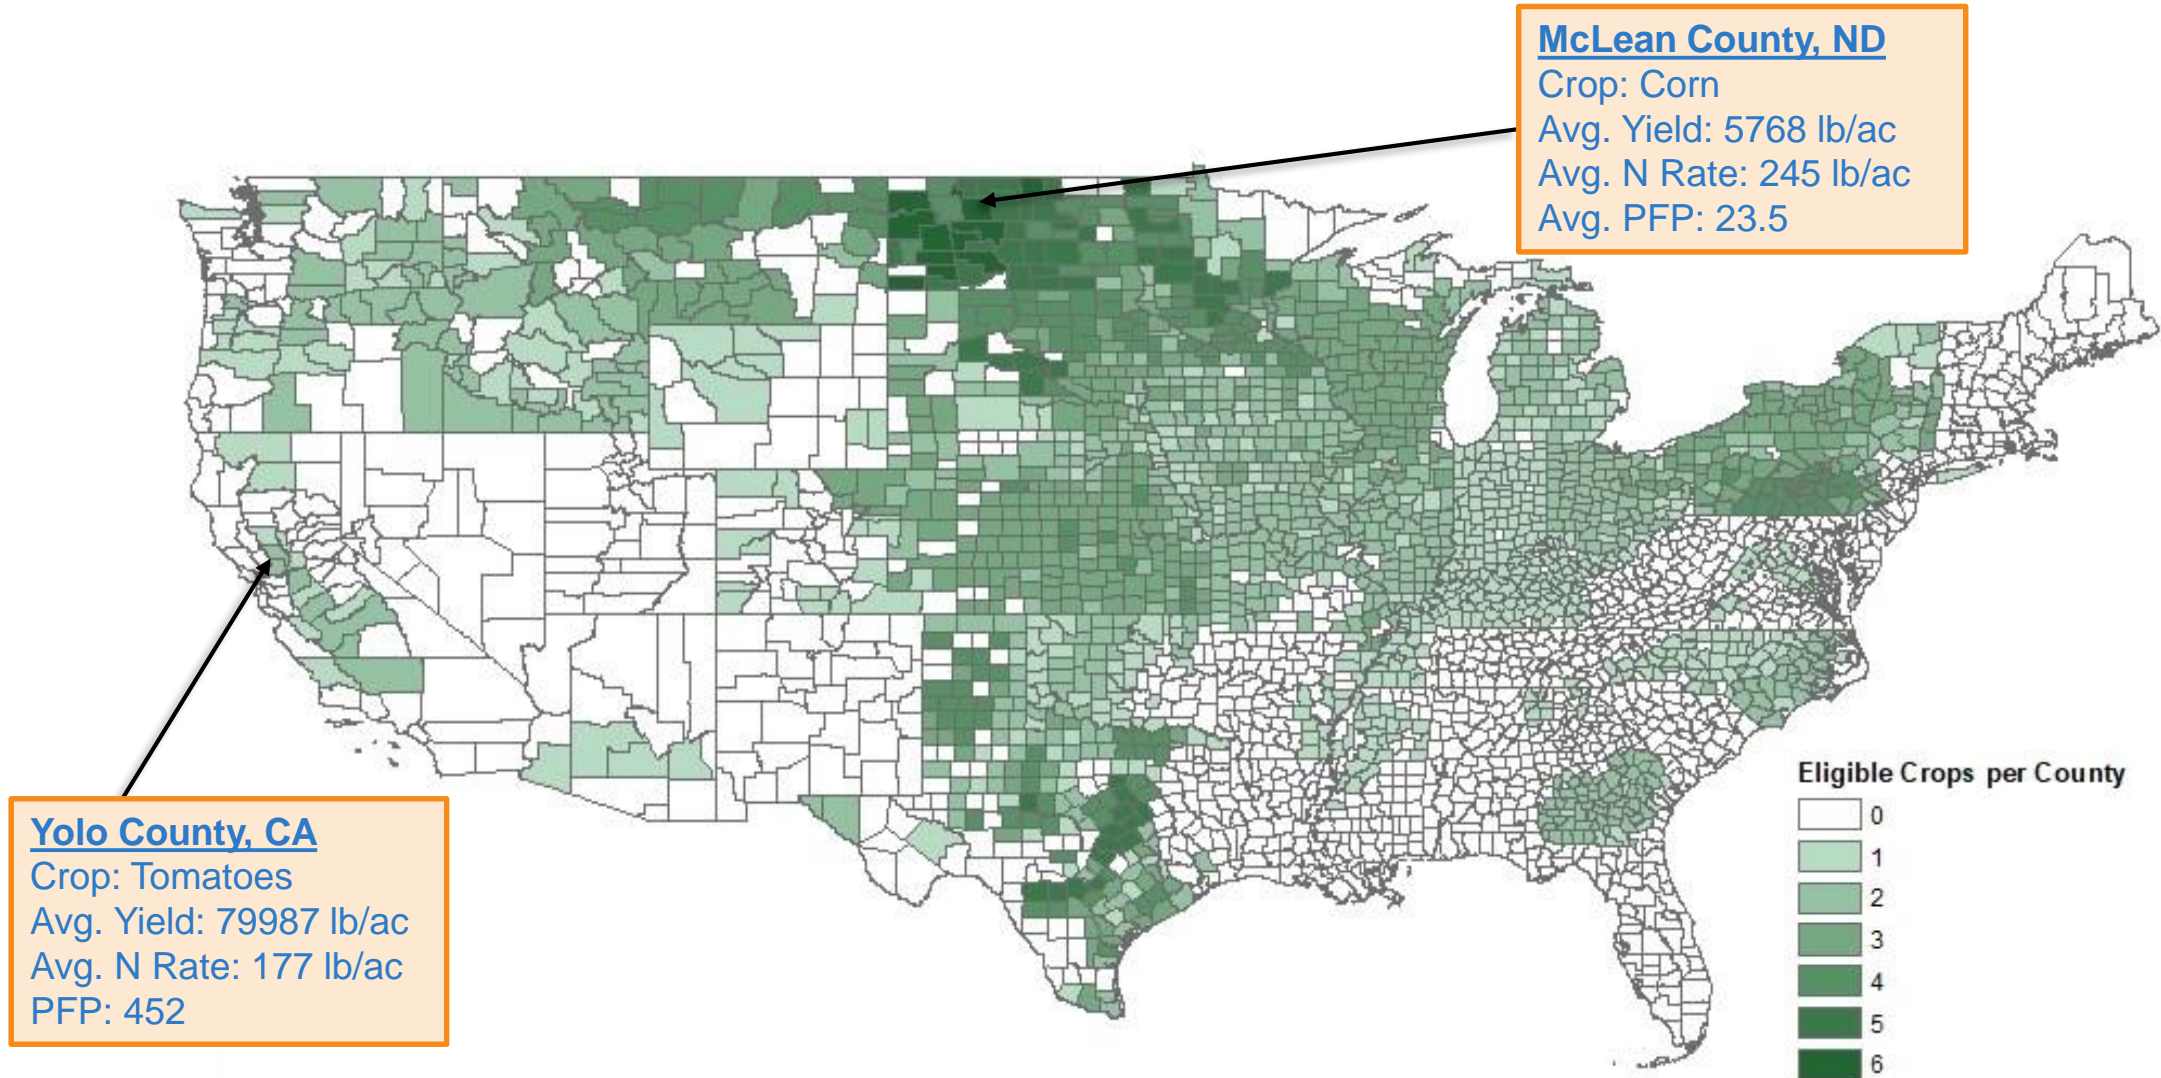 McLean County, ND
Crop: Corn
Avg. Yield: 5768 lb/ac
Avg. N Rate: 245 lb/ac
Avg. PFP: 23.5
Yolo County, CA
Crop: Tomatoes
Avg. Yield: 79987 lb/ac
Avg. N Rate: 177 lb/ac
PFP: 452
Eligible Crops per County
0
1
2
3
4
5
6